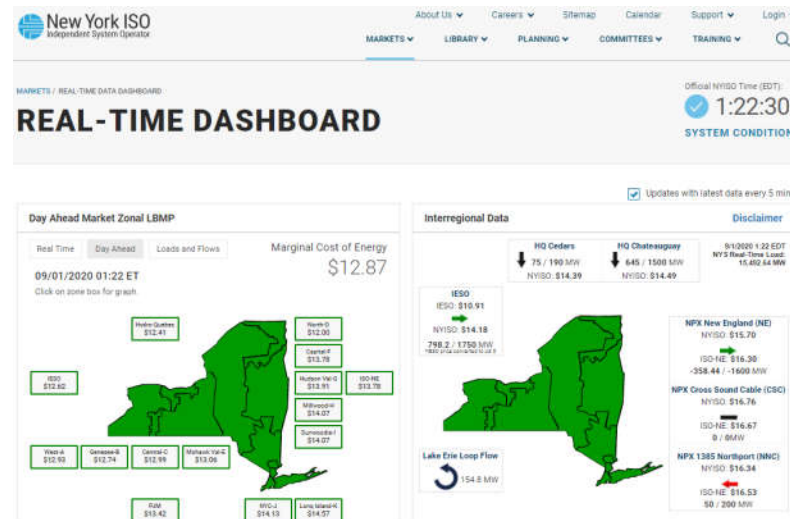 New York ISO
Independent System Operator
About Us Careers Sitemap Calendar Support Login
MARKETS LIBRARY PLANNING COMMITTEES TRAINING
MARKETS / REAL-TIME DATA DASHBOARD
REAL-TIME DASHBOARD
Official NYISO Time (EDT):
1:22:30
SYSTEM CONDITION
Updates with latest data every 5 min
Day Ahead Market Zonal LBMP
Real Time Day Ahead Loads and Flows
Marginal Cost of Energy
$12.87
09/01/2020 01:22 ET
Click on zone box for graph.
Hydro Quebec
$12.41
North-D
$12.00
Capital-F
$13.78
IESO
$12.62
Hudson Val-G
$13.91
ISO-NE
$13.78
Millwood-H
$14.07
Dunwoodie-I
$14.07
West-A
$12.93
Genesee-B
$12.74
Central-C
$12.99
Mohawk Val-E
$13.06
PJM
$13.42
NYC-J
$14.13
Long Island-K
$14.57
Interregional Data
Disclaimer
HQ Cedars
75 / 190 MW
NYISO: $14.39
HQ Chateauguay
645 / 1500 MW
NYISO: $14.49
9/1/2020 1:22 EDT
NYS Real-Time Load:
15,492.64 MW
IESO
IESO: $10.91
NYISO: $14.18
798.2 / 1750 MW
NPX New England (NE)
NYISO: $15.70
ISO-NE: $16.30
-358.44 / -1600 MW
NPX Cross Sound Cable (CSC)
NYISO: $16.76
ISO-NE: $16.67
0 / 0MW
NPX 1385 Northport (NNC)
NYISO: $16.34
ISO-NE: $16.53
50 / 200 MW
Lake Erie Loop Flow
154.8 MW